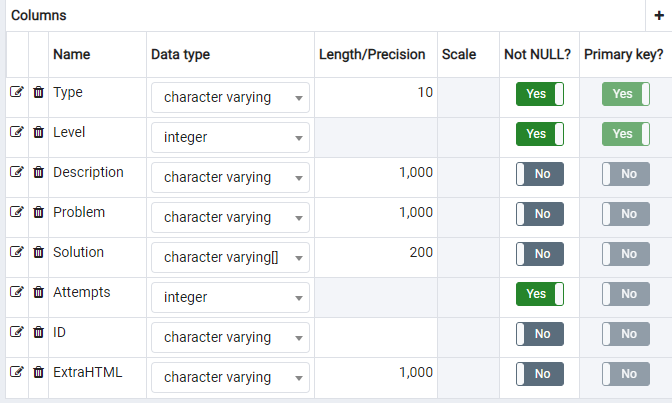 Columns +
Name Data type Length/Precision Scale Not NULL? Primary key?
Type character varying 10 Yes Yes
Level integer Yes Yes
Description character varying 1,000 No No
Problem character varying 1,000 No No
Solution character varying[] 200 No No
Attempts integer Yes No
ID character varying No No
ExtraHTML character varying 1,000 No No